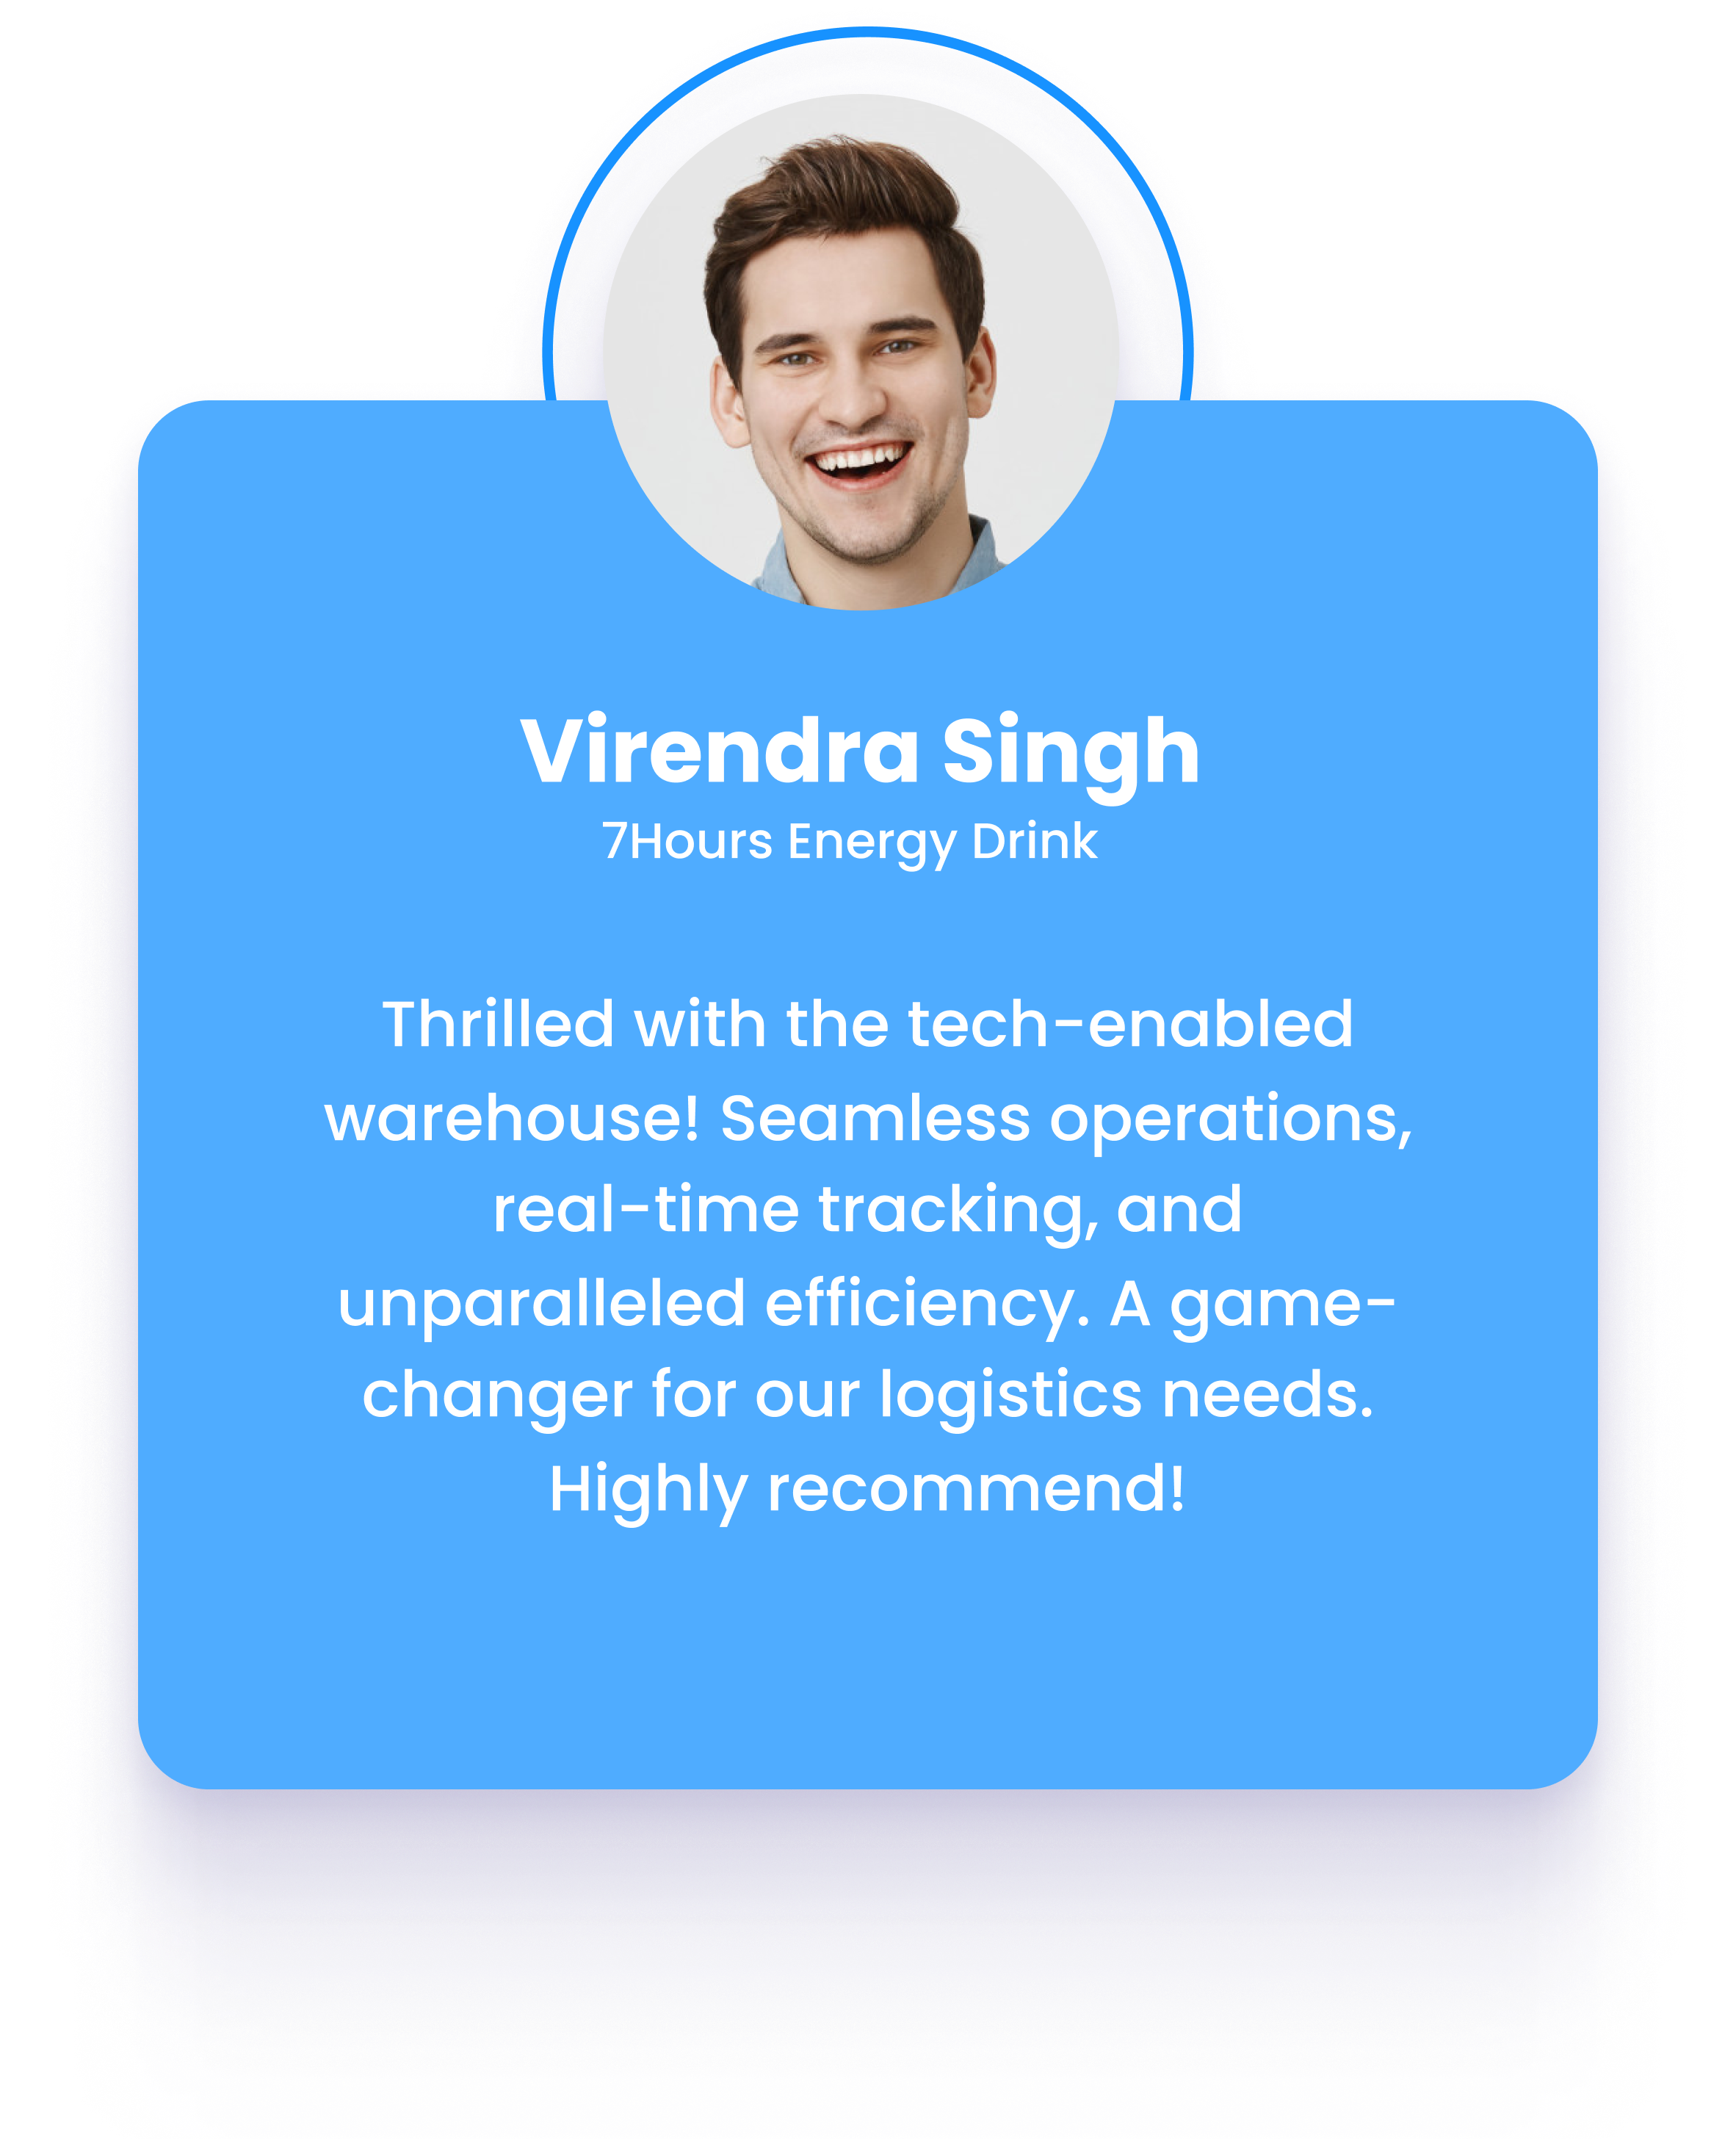 Virendra Singh
7Hours Energy Drink
Thrilled with the tech-enabled
warehouse! Seamless operations,
real-time tracking, and
unparalleled efficiency. A game-
changer for our logistics needs.
Highly recommend!